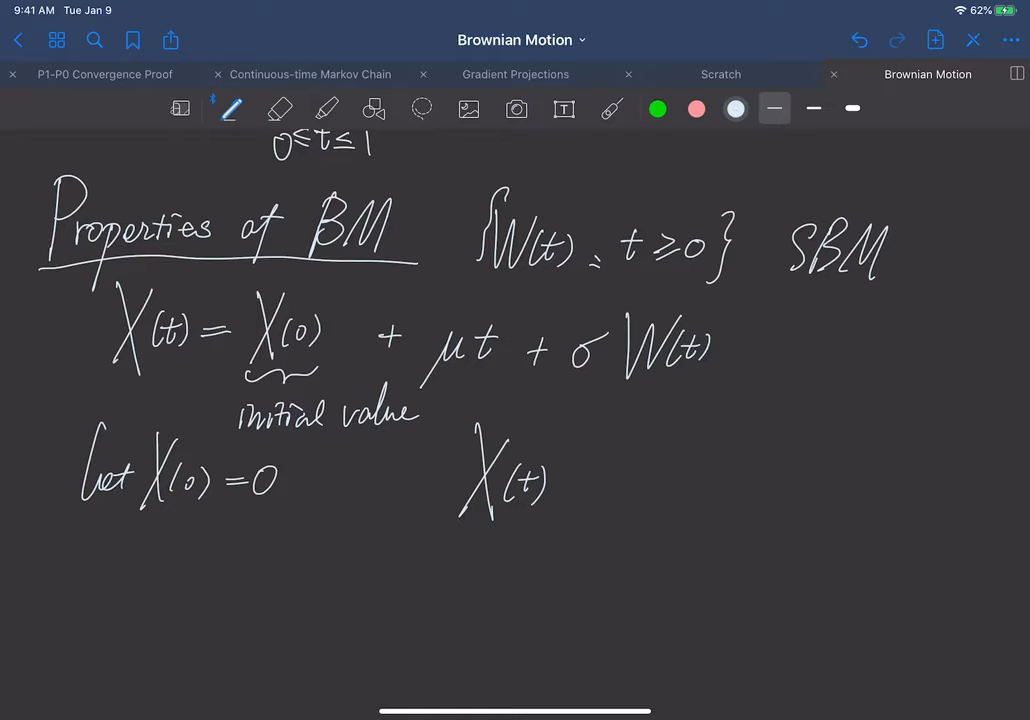 9:41 AM Tue Jan 9
62%
Brownian Motion
P1-P0 Convergence Proof
Continuous-time Markov Chain
Gradient Projections
Scratch
Brownian Motion
0 ≤ t ≤ 1
Properties of BM {W(t) : t ≥ 0} SBM
X(t) = X(0) + μt + σ W(t)
initial value
Let X(0) = 0 X(t)